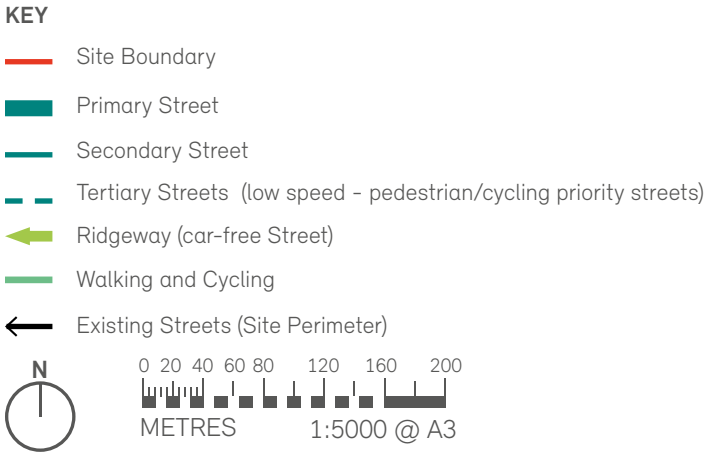 KEY
Site Boundary
Primary Street
Secondary Street
Tertiary Streets (low speed - pedestrian/cycling priority streets)
Ridgeway (car-free Street)
Walking and Cycling
Existing Streets (Site Perimeter)
N
0 20 40 60 80 120 160 200
METRES 1:5000 @ A3